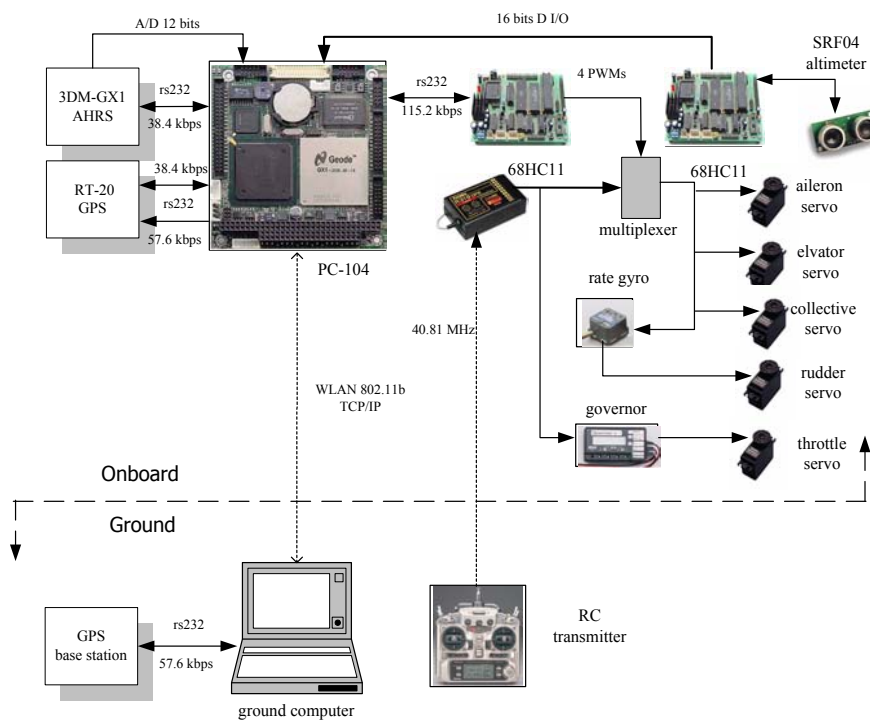 A/D 12 bits
16 bits D I/O
SRF04
altimeter
3DM-GX1
AHRS
rs232
38.4 kbps
rs232
115.2 kbps
4 PWMs
Geode™
RT-20
GPS
38.4 kbps
rs232
57.6 kbps
PC-104
68HC11
68HC11
multiplexer
aileron
servo
elvator
servo
rate gyro
collective
servo
40.81 MHz
rudder
servo
WLAN 802.11b
TCP/IP
governor
throttle
servo
Onboard
Ground
GPS
base station
rs232
57.6 kbps
ground computer
RC
transmitter